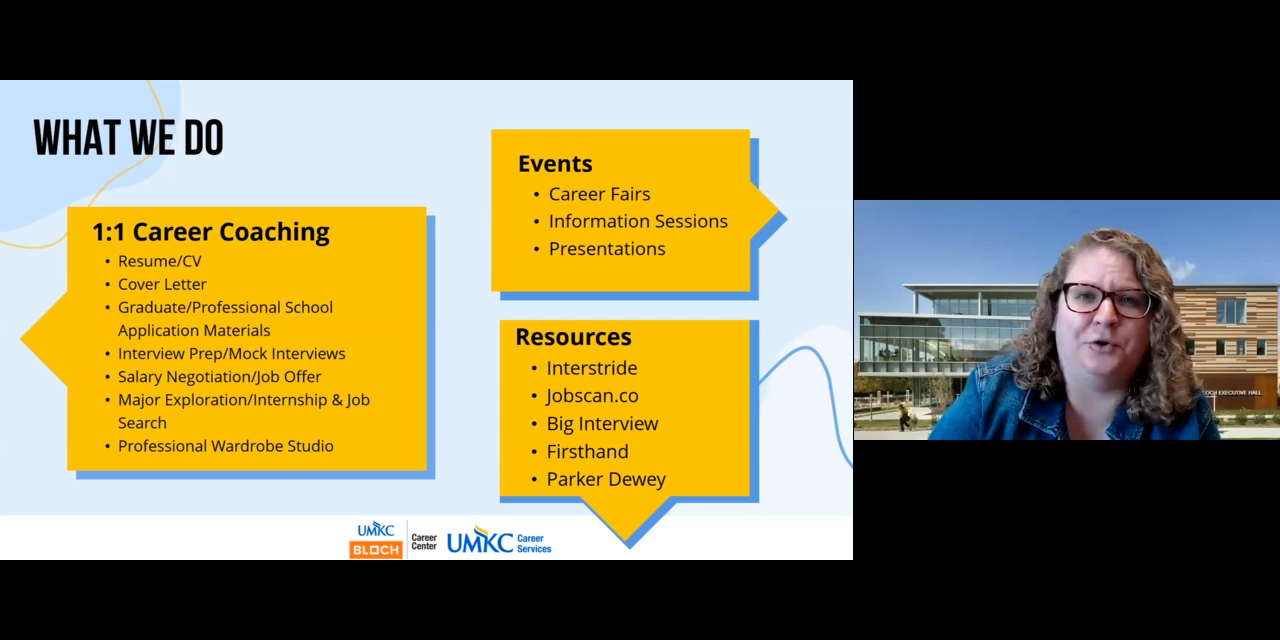 WHAT WE DO
1:1 Career Coaching
• Resume/CV
• Cover Letter
• Graduate/Professional School
Application Materials
• Interview Prep/Mock Interviews
• Salary Negotiation/Job Offer
• Major Exploration/Internship & Job
Search
• Professional Wardrobe Studio
Events
• Career Fairs
• Information Sessions
• Presentations
Resources
• Interstride
• Jobscan.co
• Big Interview
• Firsthand
• Parker Dewey
UMKC
BLOCH
Career
Center
UMKC
Career
Services
EXECUTIVE HALL